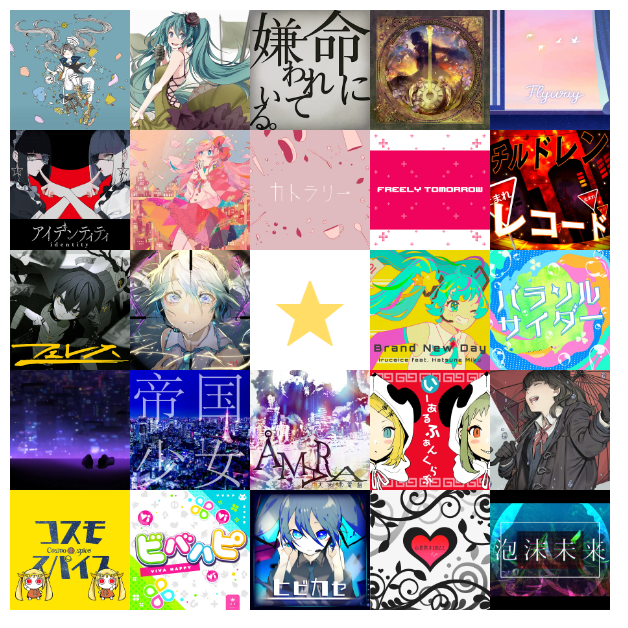 命に
嫌われて
いる。
Flyway
アイデンティティ
identity
カトラリー
FREELY TOMORROW
チルドレン
レコード
フェレス
Brand New Day
irucaice feat. Hatsune Miku
パラソル
サイダー
帝国
少女
ÅMARA
いーあるふぁんくらぶ
コスモ
Cosmo spice
スパイス
ビバハピ
VIVA HAPPY
ヒビカセ
泡沫未来